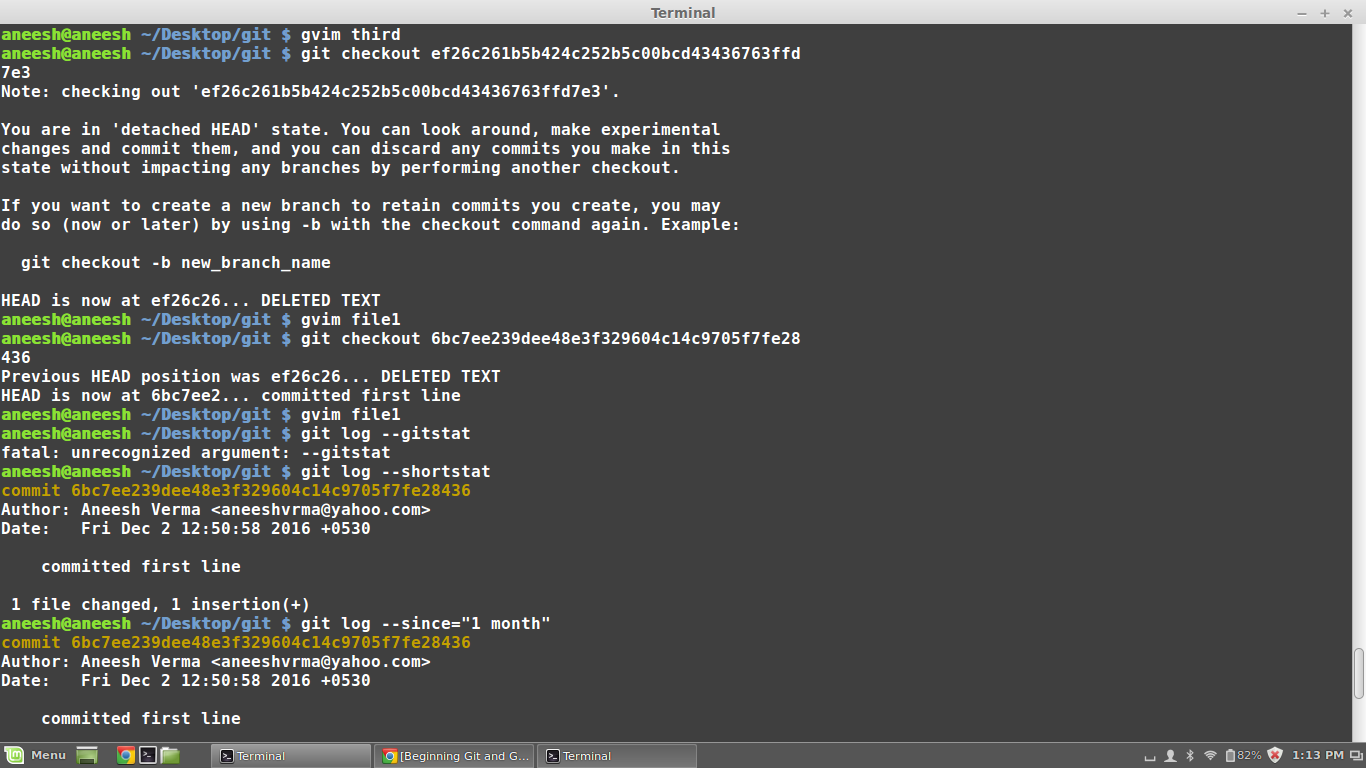 Terminal
aneesh@aneesh ~/Desktop/git $ gvim third
aneesh@aneesh ~/Desktop/git $ git checkout ef26c261b5b424c252b5c00bcd43436763ffd
7e3
Note: checking out 'ef26c261b5b424c252b5c00bcd43436763ffd7e3'.
You are in 'detached HEAD' state. You can look around, make experimental
changes and commit them, and you can discard any commits you make in this
state without impacting any branches by performing another checkout.
If you want to create a new branch to retain commits you create, you may
do so (now or later) by using -b with the checkout command again. Example:
  git checkout -b new_branch_name
HEAD is now at ef26c26... DELETED TEXT
aneesh@aneesh ~/Desktop/git $ gvim file1
aneesh@aneesh ~/Desktop/git $ git checkout 6bc7ee239dee48e3f329604c14c9705f7fe28
436
Previous HEAD position was ef26c26... DELETED TEXT
HEAD is now at 6bc7ee2... committed first line
aneesh@aneesh ~/Desktop/git $ gvim file1
aneesh@aneesh ~/Desktop/git $ git log --gitstat
fatal: unrecognized argument: --gitstat
aneesh@aneesh ~/Desktop/git $ git log --shortstat
commit 6bc7ee239dee48e3f329604c14c9705f7fe28436
Author: Aneesh Verma <aneeshvrma@yahoo.com>
Date:   Fri Dec 2 12:50:58 2016 +0530
    committed first line
 1 file changed, 1 insertion(+)
aneesh@aneesh ~/Desktop/git $ git log --since="1 month"
commit 6bc7ee239dee48e3f329604c14c9705f7fe28436
Author: Aneesh Verma <aneeshvrma@yahoo.com>
Date:   Fri Dec 2 12:50:58 2016 +0530
    committed first line
Menu Terminal [Beginning Git and G... Terminal 82% 1:13 PM